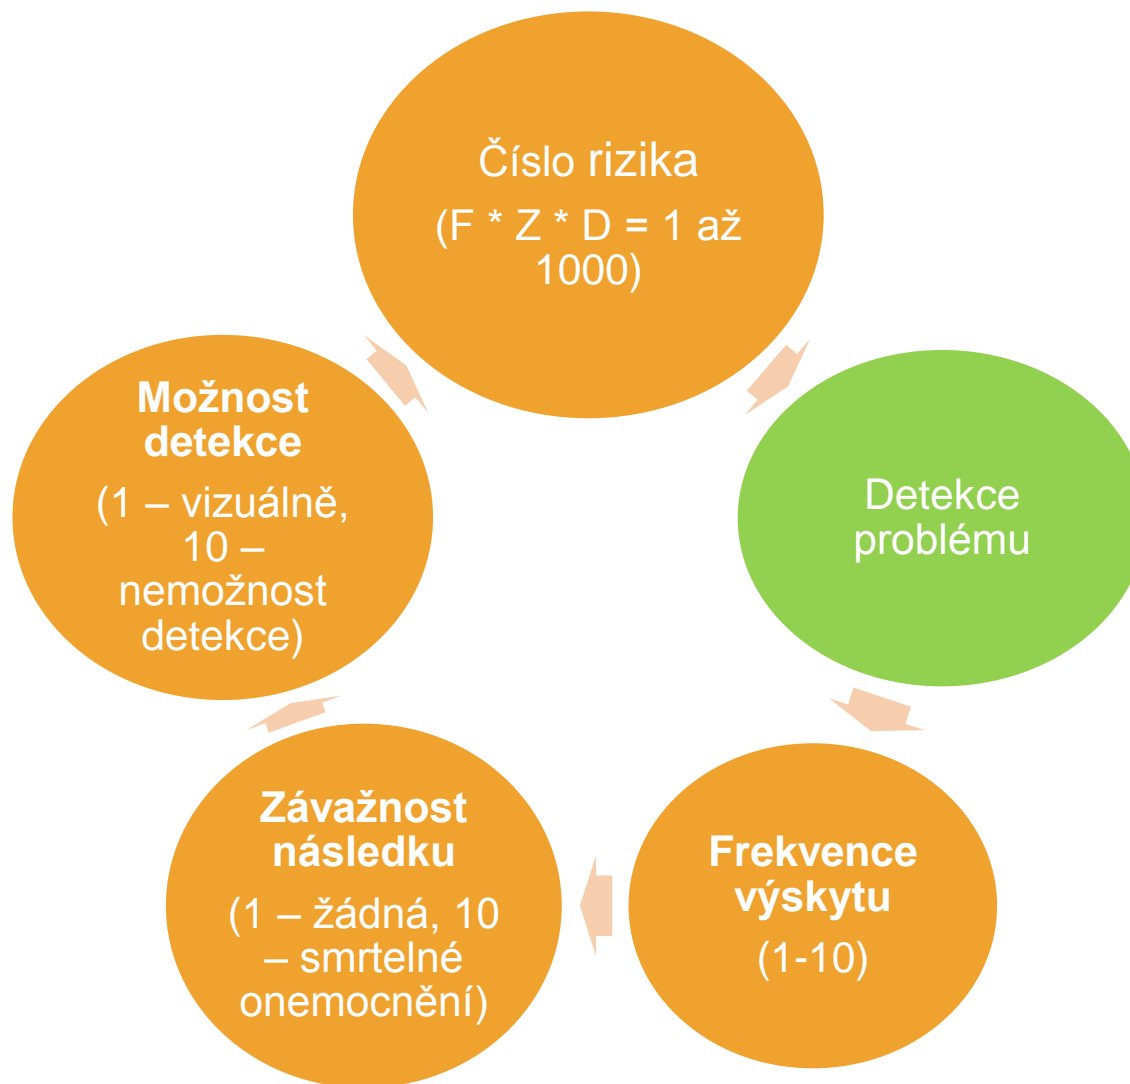 Číslo rizika
(F * Z * D = 1 až
1000)
Detekce
problému
Frekvence
výskytu
(1-10)
Závažnost
následku
(1 – žádná, 10
– smrtelné
onemocnění)
Možnost
detekce
(1 – vizuálně,
10 –
nemožnost
detekce)